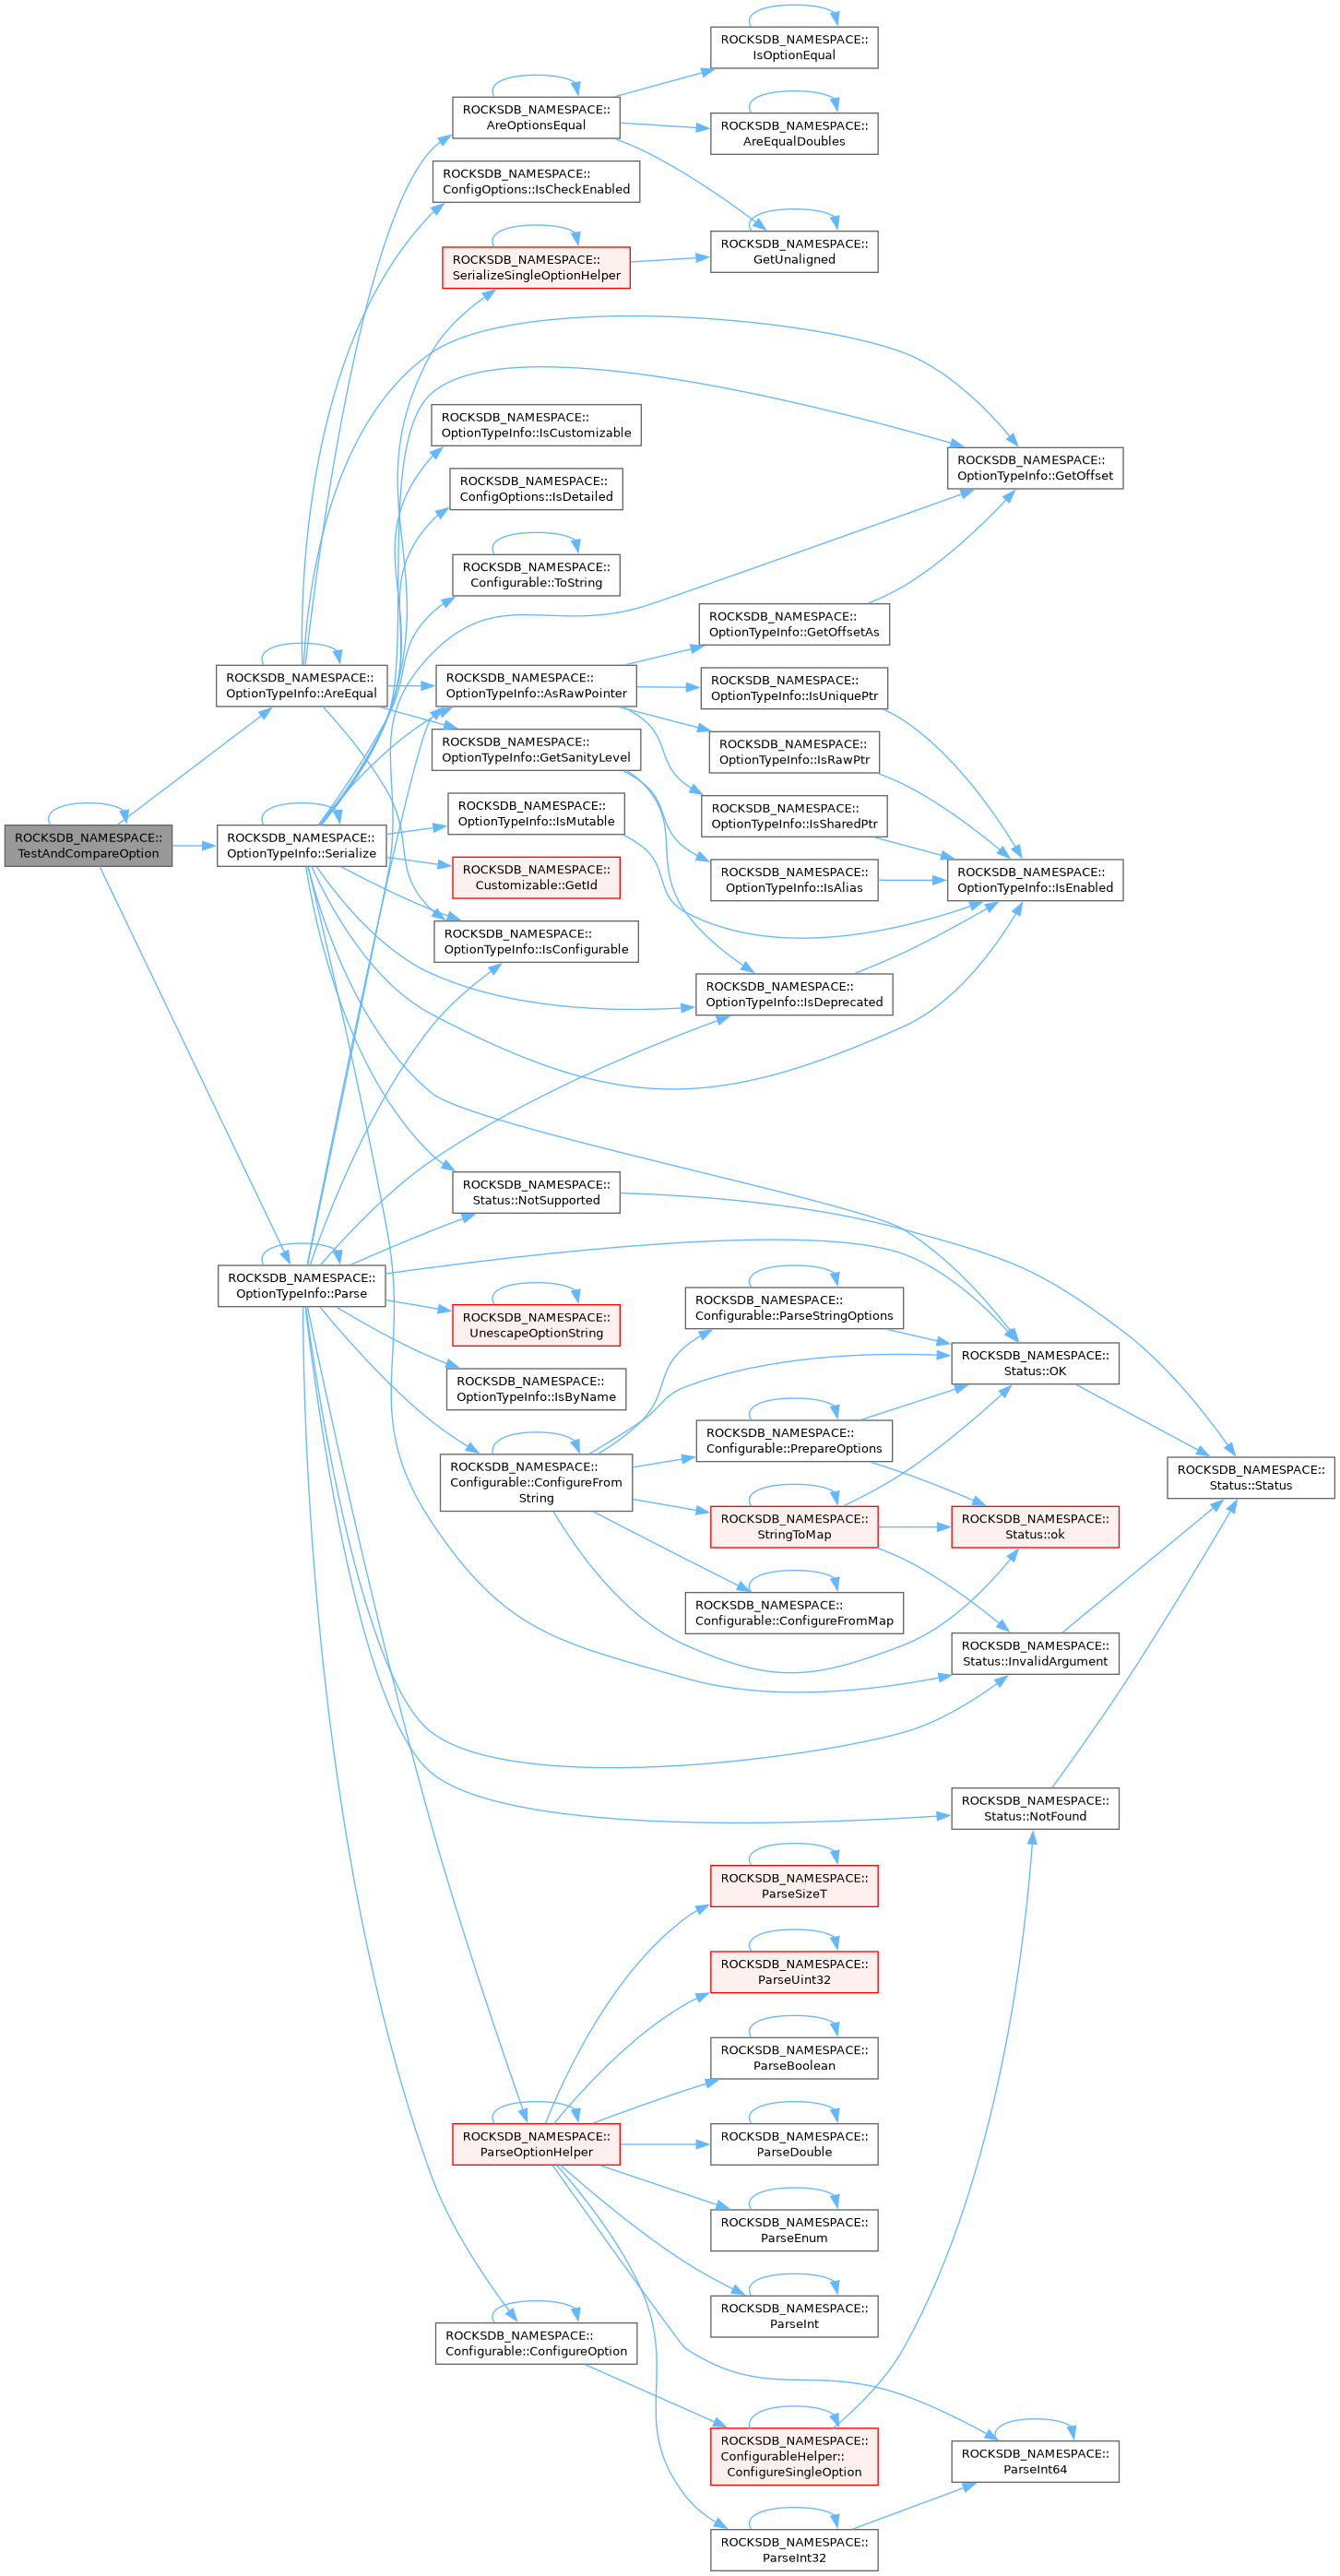 ROCKSDB_NAMESPACE::
IsOptionEqual
ROCKSDB_NAMESPACE::
AreOptionsEqual
ROCKSDB_NAMESPACE::
AreEqualDoubles
ROCKSDB_NAMESPACE::
ConfigOptions::IsCheckEnabled
ROCKSDB_NAMESPACE::
GetUnaligned
ROCKSDB_NAMESPACE::
SerializeSingleOptionHelper
ROCKSDB_NAMESPACE::
OptionTypeInfo::IsCustomizable
ROCKSDB_NAMESPACE::
OptionTypeInfo::GetOffset
ROCKSDB_NAMESPACE::
ConfigOptions::IsDetailed
ROCKSDB_NAMESPACE::
Configurable::ToString
ROCKSDB_NAMESPACE::
OptionTypeInfo::GetOffsetAs
ROCKSDB_NAMESPACE::
OptionTypeInfo::AreEqual
ROCKSDB_NAMESPACE::
OptionTypeInfo::AsRawPointer
ROCKSDB_NAMESPACE::
OptionTypeInfo::IsUniquePtr
ROCKSDB_NAMESPACE::
OptionTypeInfo::GetSanityLevel
ROCKSDB_NAMESPACE::
OptionTypeInfo::IsRawPtr
ROCKSDB_NAMESPACE::
OptionTypeInfo::IsMutable
ROCKSDB_NAMESPACE::
OptionTypeInfo::IsSharedPtr
ROCKSDB_NAMESPACE::
TestAndCompareOption
ROCKSDB_NAMESPACE::
OptionTypeInfo::Serialize
ROCKSDB_NAMESPACE::
Customizable::GetId
ROCKSDB_NAMESPACE::
OptionTypeInfo::IsAlias
ROCKSDB_NAMESPACE::
OptionTypeInfo::IsEnabled
ROCKSDB_NAMESPACE::
OptionTypeInfo::IsConfigurable
ROCKSDB_NAMESPACE::
OptionTypeInfo::IsDeprecated
ROCKSDB_NAMESPACE::
Status::NotSupported
ROCKSDB_NAMESPACE::
OptionTypeInfo::Parse
ROCKSDB_NAMESPACE::
Configurable::ParseStringOptions
ROCKSDB_NAMESPACE::
UnescapeOptionString
ROCKSDB_NAMESPACE::
Status::OK
ROCKSDB_NAMESPACE::
OptionTypeInfo::IsByName
ROCKSDB_NAMESPACE::
Configurable::PrepareOptions
ROCKSDB_NAMESPACE::
Configurable::ConfigureFrom
String
ROCKSDB_NAMESPACE::
Status::Status
ROCKSDB_NAMESPACE::
StringToMap
ROCKSDB_NAMESPACE::
Status::ok
ROCKSDB_NAMESPACE::
Configurable::ConfigureFromMap
ROCKSDB_NAMESPACE::
Status::InvalidArgument
ROCKSDB_NAMESPACE::
Status::NotFound
ROCKSDB_NAMESPACE::
ParseSizeT
ROCKSDB_NAMESPACE::
ParseUint32
ROCKSDB_NAMESPACE::
ParseBoolean
ROCKSDB_NAMESPACE::
ParseOptionHelper
ROCKSDB_NAMESPACE::
ParseDouble
ROCKSDB_NAMESPACE::
ParseEnum
ROCKSDB_NAMESPACE::
ParseInt
ROCKSDB_NAMESPACE::
Configurable::ConfigureOption
ROCKSDB_NAMESPACE::
ConfigurableHelper::
ConfigureSingleOption
ROCKSDB_NAMESPACE::
ParseInt64
ROCKSDB_NAMESPACE::
ParseInt32